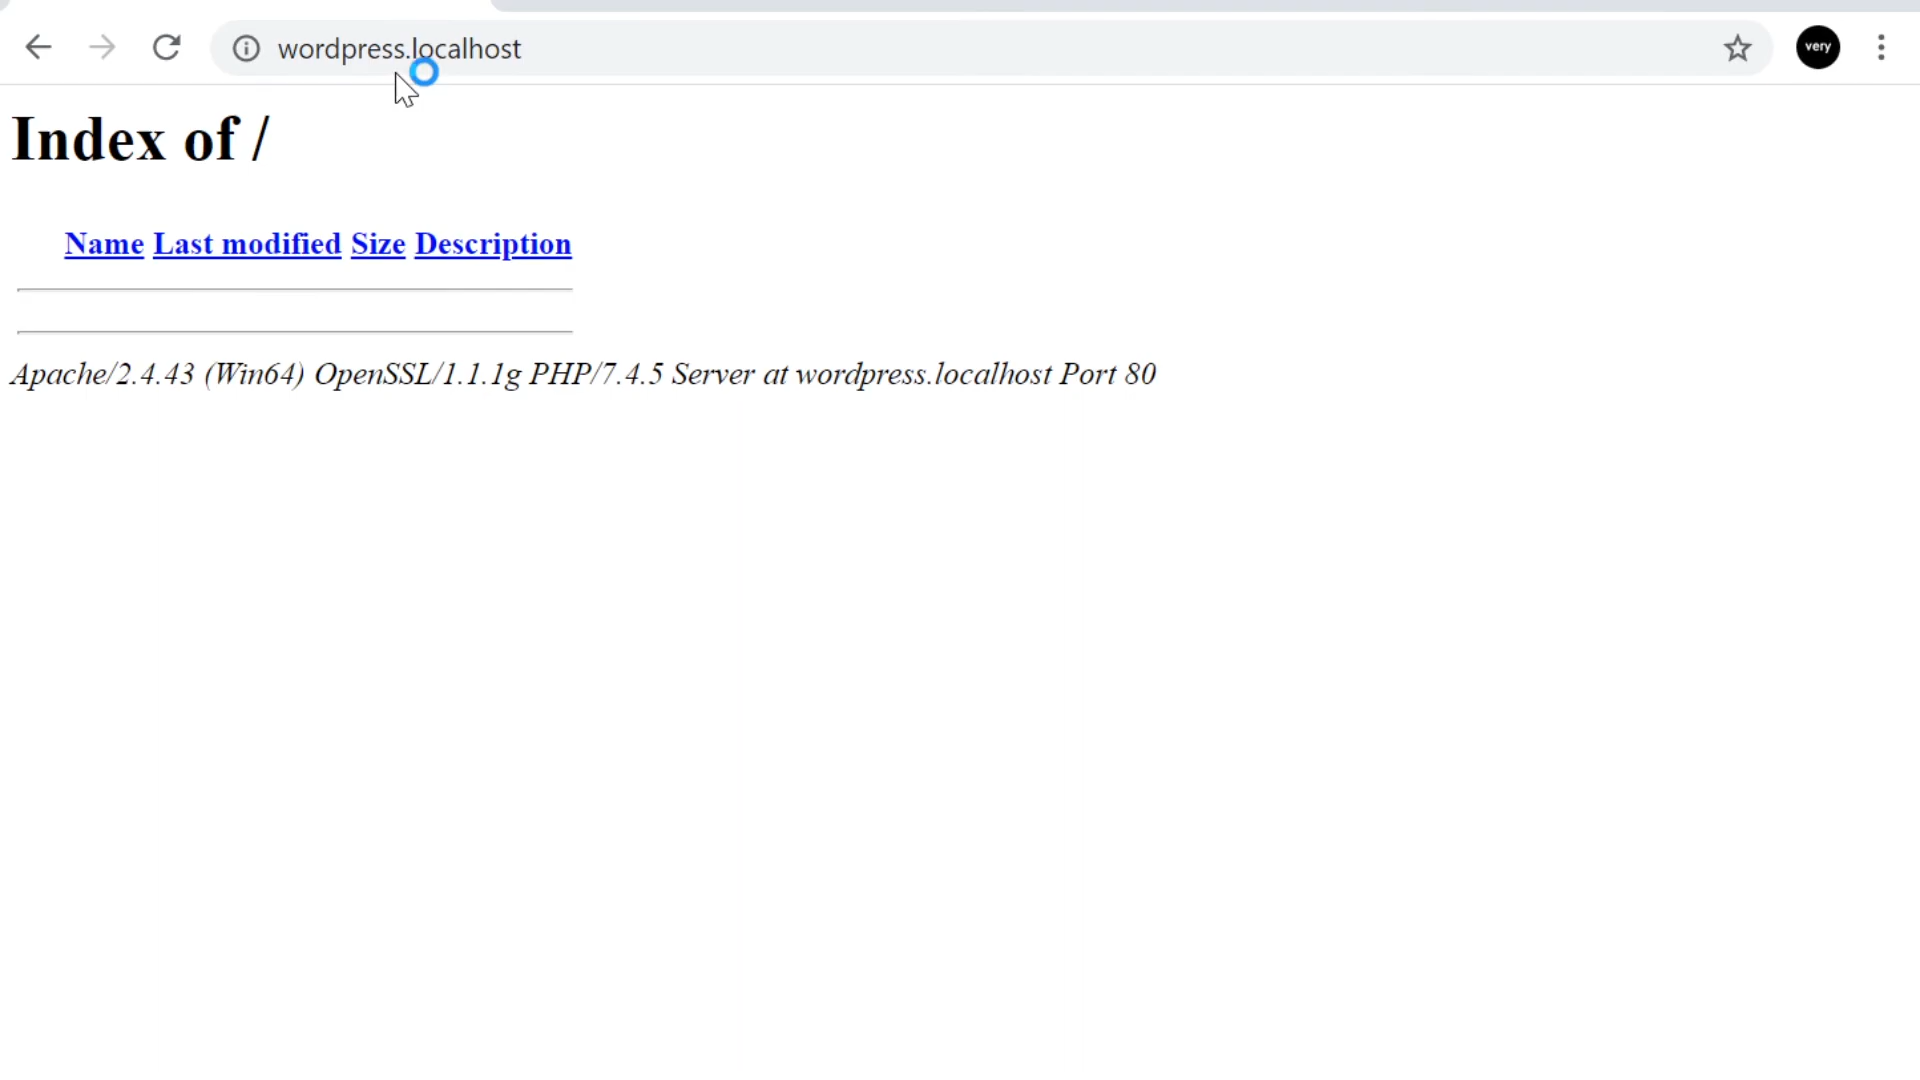 wordpress.localhost
very
Index of /
Name Last modified Size Description
Apache/2.4.43 (Win64) OpenSSL/1.1.1g PHP/7.4.5 Server at wordpress.localhost Port 80